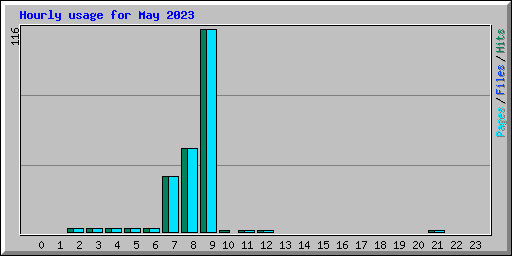 Hourly usage for May 2023
116
Pages/Files/Hits
0 1 2 3 4 5 6 7 8 9 10 11 12 13 14 15 16 17 18 19 20 21 22 23